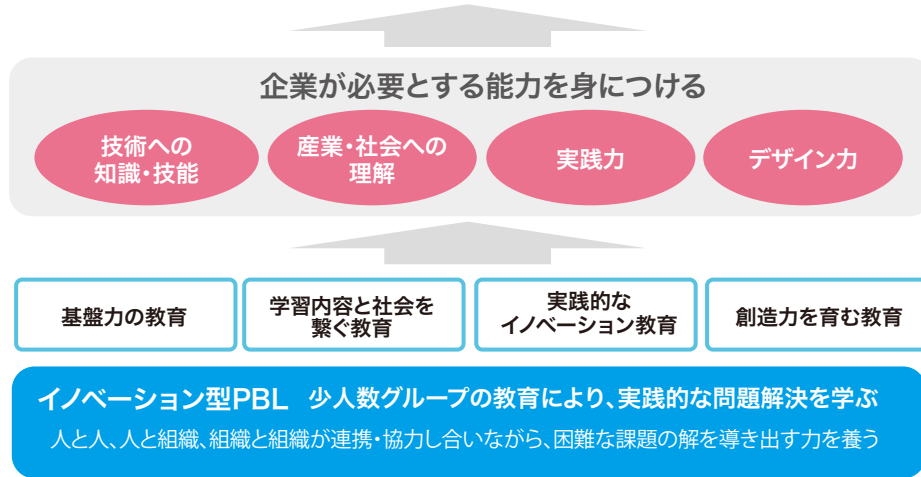 企業が必要とする能力を身につける
技術への
知識・技能
産業・社会への
理解
実践力
デザイン力
基盤力の教育
学習内容と社会を
繋ぐ教育
実践的な
イノベーション教育
創造力を育む教育
イノベーション型PBL 少人数グループの教育により、実践的な問題解決を学ぶ
人と人、人と組織、組織と組織が連携・協力し合いながら、困難な課題の解を導き出す力を養う